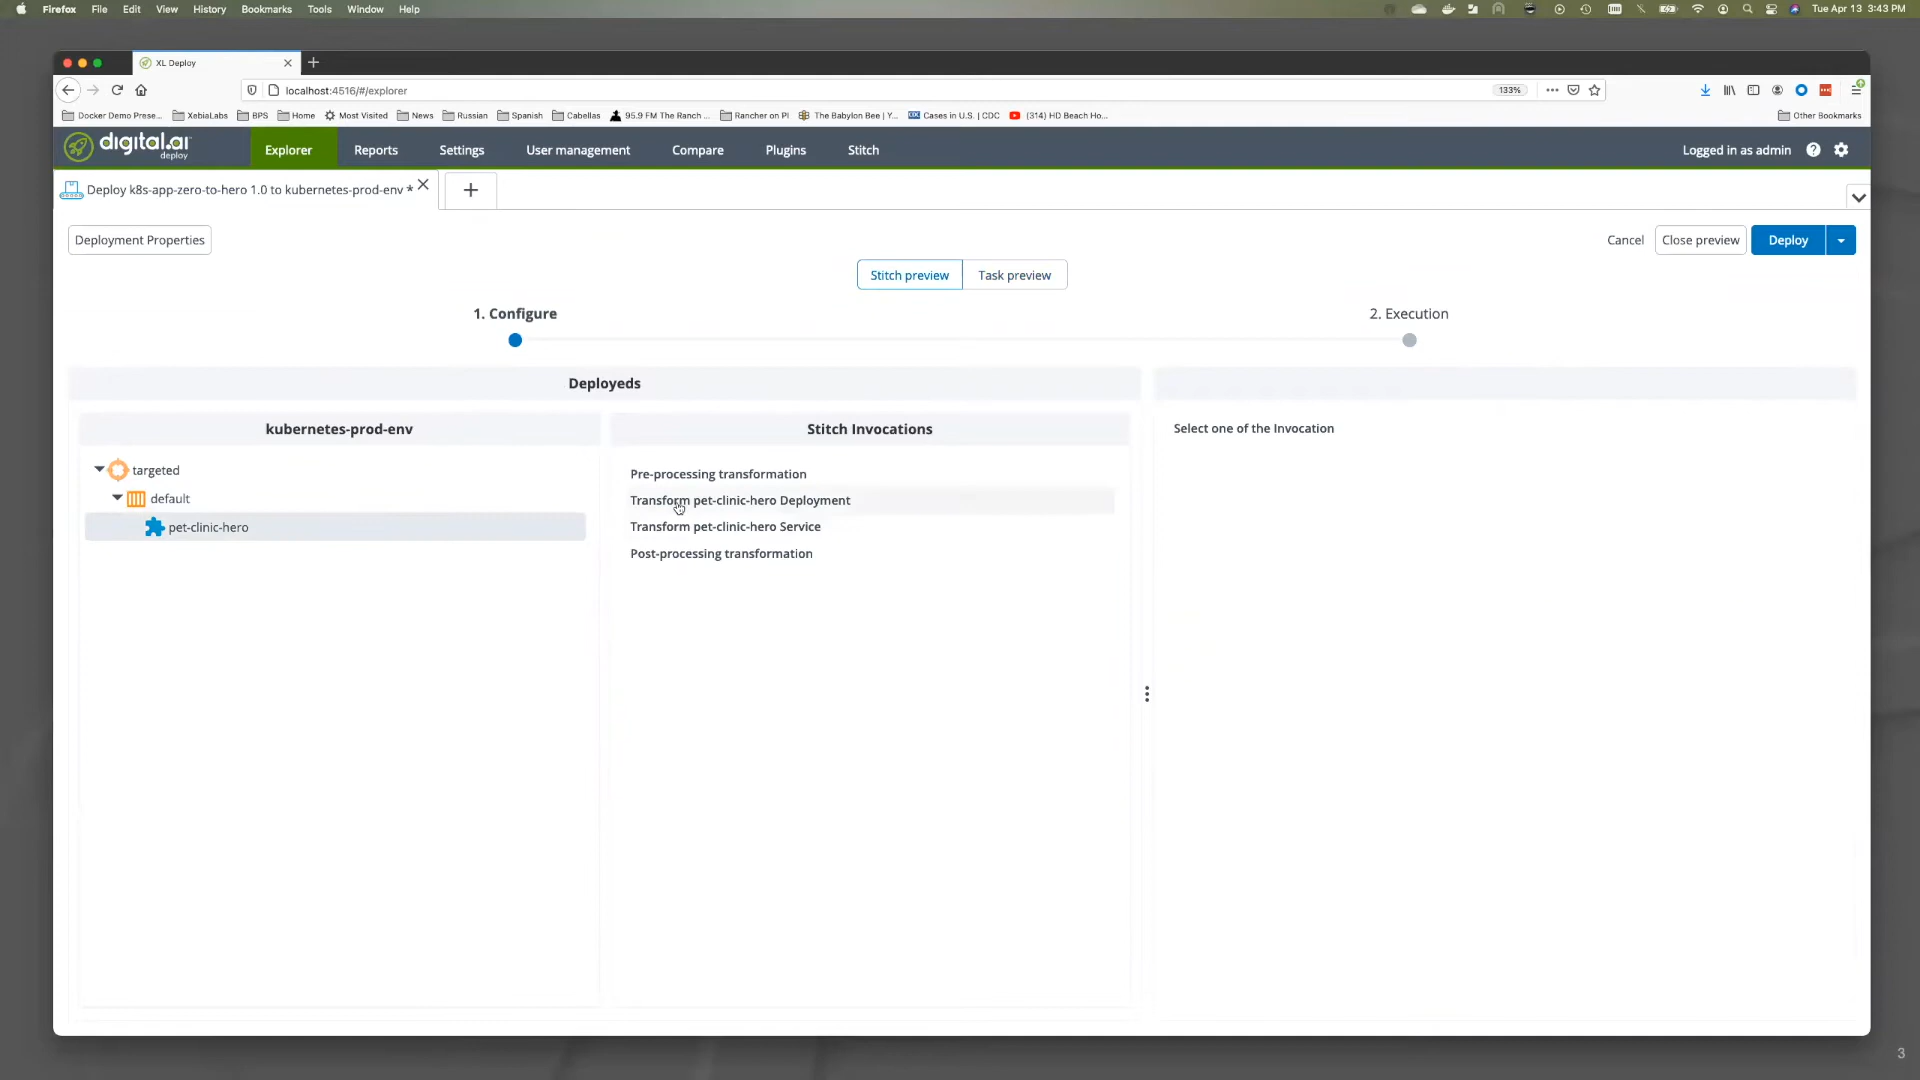 Firefox File Edit View History Bookmarks Tools Window Help Tue Apr 13 3:43 PM
XL Deploy
localhost:4516/#/explorer 133%
Docker Demo Prese... XebiaLabs BPS Home Most Visited News Russian Spanish Cabellas 95.9 FM The Ranch ... Rancher on PI The Babylon Bee | Y... Cases in U.S. | CDC (314) HD Beach Ho... Other Bookmarks
digital.ai
deploy
Explorer Reports Settings User management Compare Plugins Stitch Logged in as admin
Deploy k8s-app-zero-to-hero 1.0 to kubernetes-prod-env *
Deployment Properties Cancel Close preview Deploy
Stitch preview Task preview
1. Configure 2. Execution
Deployeds
kubernetes-prod-env Stitch Invocations Select one of the Invocation
targeted
default
pet-clinic-hero
Pre-processing transformation
Transform pet-clinic-hero Deployment
Transform pet-clinic-hero Service
Post-processing transformation
3